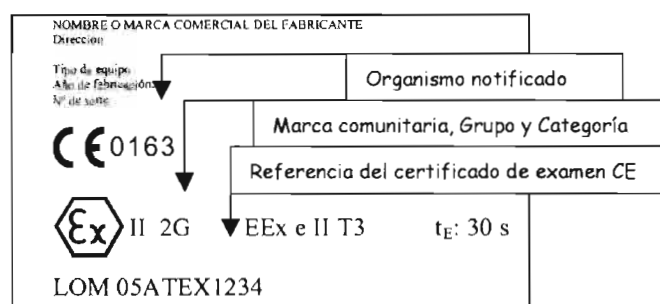 NOMBRE O MARCA COMERCIAL DEL FABRICANTE
Dirección
Tipo de equipo
Año de fabricación
Nº de serie
Organismo notificado
Marca comunitaria, Grupo y Categoría
Referencia del certificado de examen CE
CE 0163
Ex II 2G EEx e II T3 tE: 30 s
LOM 05ATEX1234